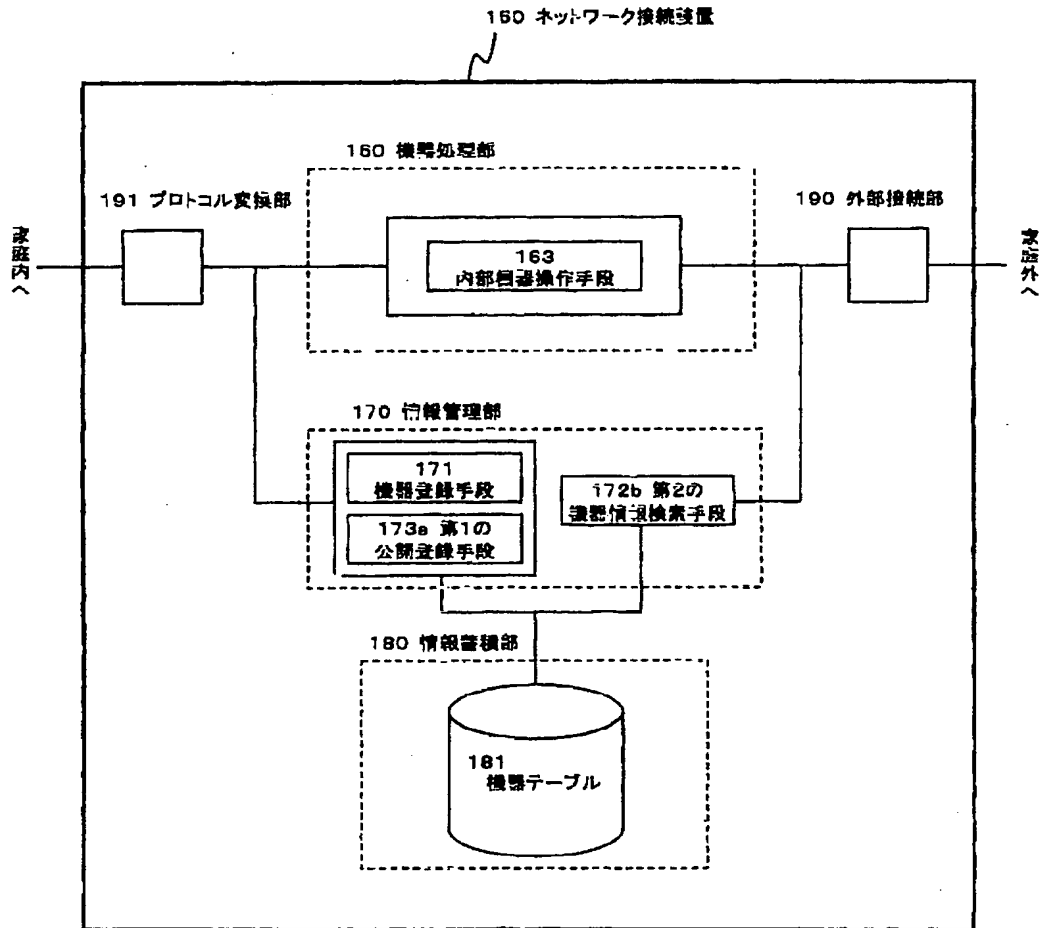 160 ネットワーク接続装置
160 機器処理部
191 プロトコル変換部
190 外部接続部
家庭内へ
163
内部機器操作手段
家庭外へ
170 情報管理部
171
機器登録手段
173a 第1の
公開登録手段
172b 第2の
機器情報検索手段
180 情報蓄積部
181
機器テーブル